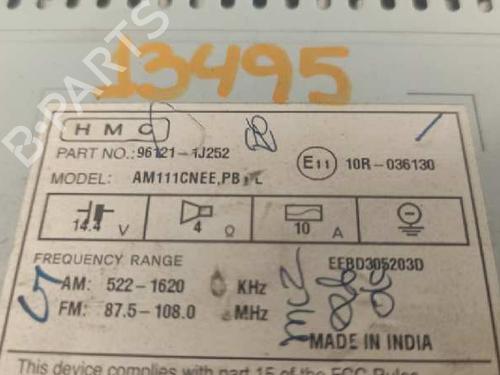 13495
HMC
PART NO.: 96121-1J252
E11 10R-036130
MODEL: AM111CNEE,PB
14.4 V 4 Ω 10 A
FREQUENCY RANGE
EEBD305203D
AM: 522-1620 KHz
FM: 87.5-108.0 MHz
MADE IN INDIA
This device complies with part 15 of the FCC Rules
B-PARTS